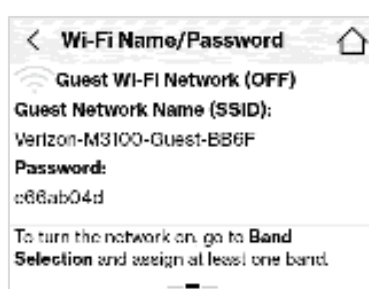 Wi-Fi Name/Password
Guest Wi-Fi Network (OFF)
Guest Network Name (SSID):
Verizon-M3100-Guest-BB6F
Password:
e66ab04d
To turn the network on, go to Band
Selection and assign at least one band.